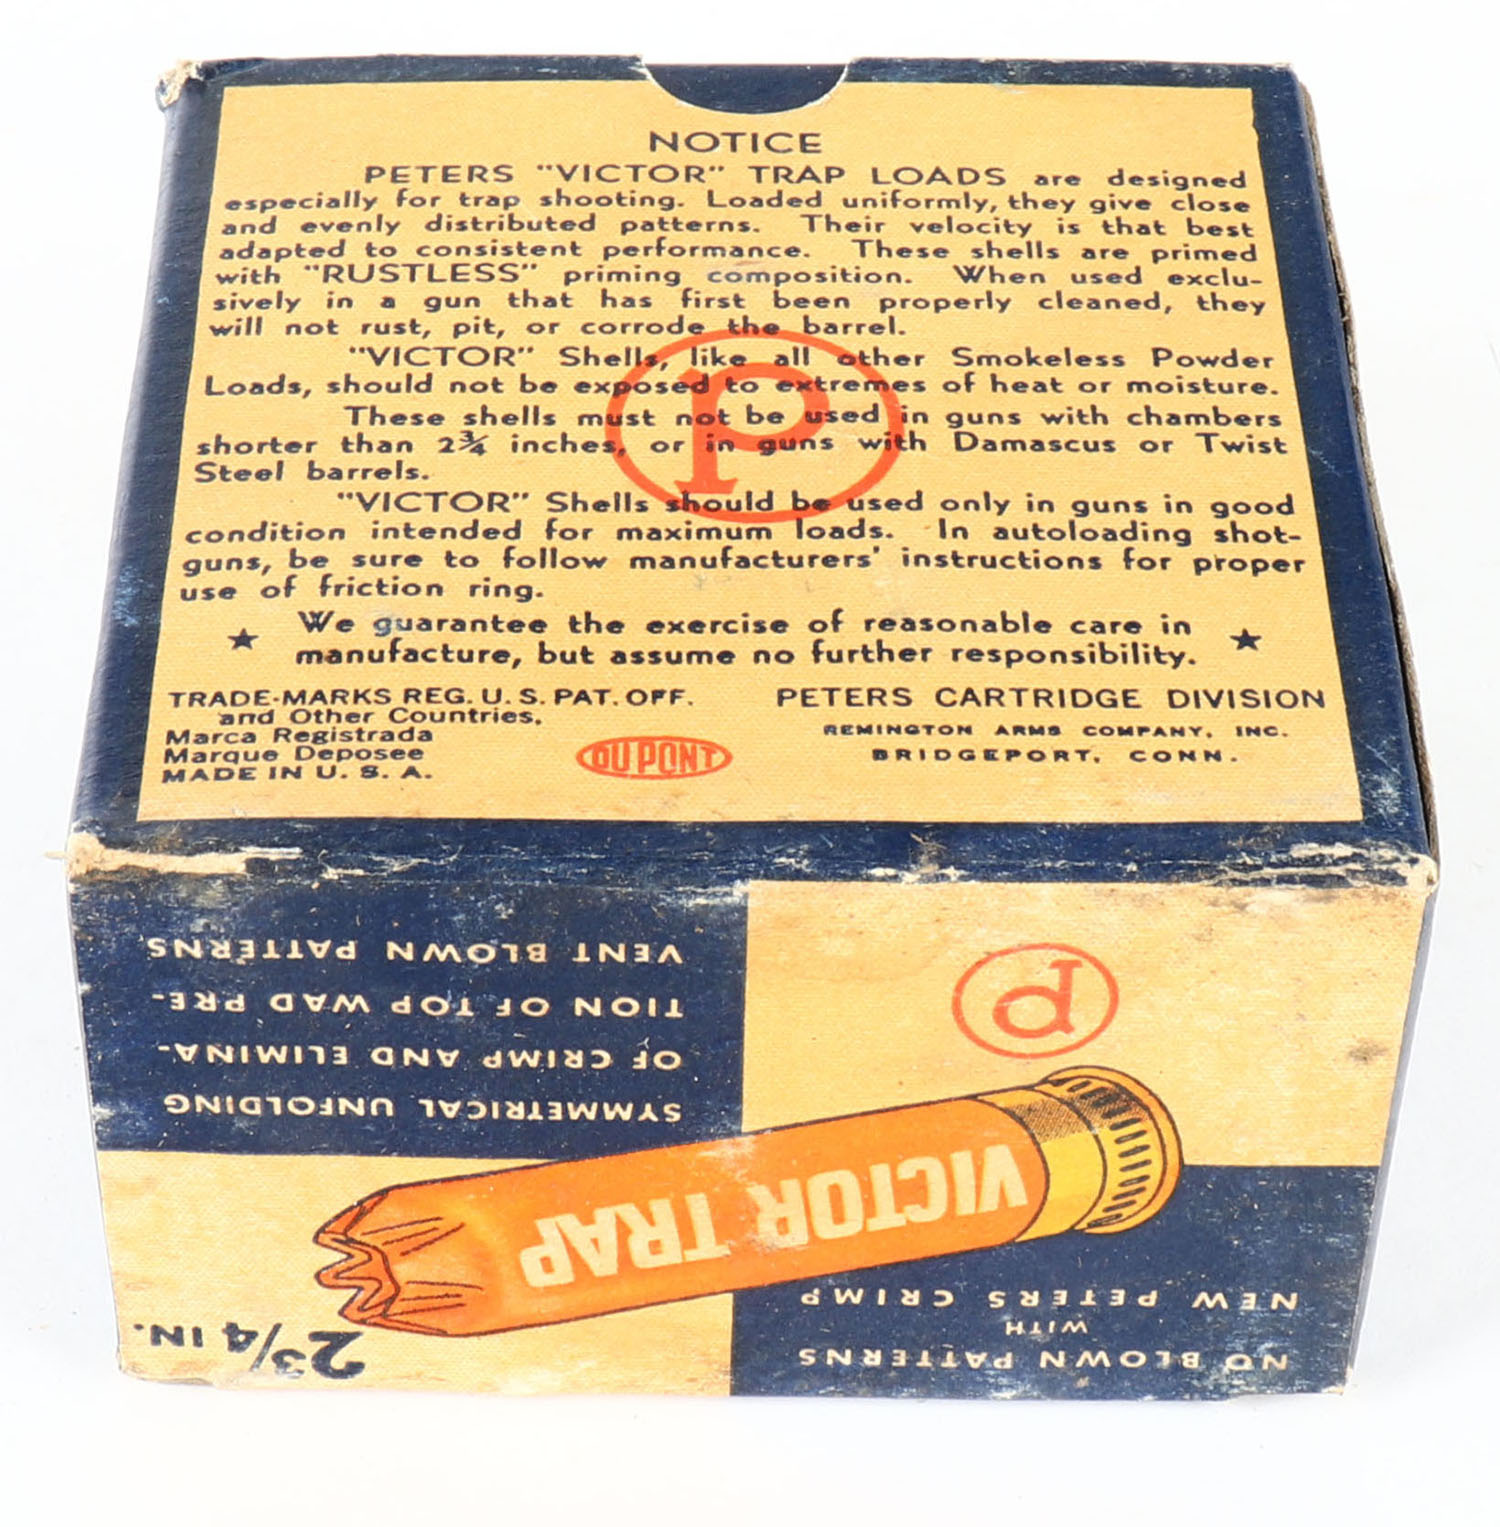 NOTICE
PETERS "VICTOR" TRAP LOADS are designed
especially for trap shooting. Loaded uniformly, they give close
and evenly distributed patterns. Their velocity is that best
adapted to consistent performance. These shells are primed
with "RUSTLESS" priming composition. When used exclu-
sively in a gun that has first been properly cleaned, they
will not rust, pit, or corrode the barrel.
"VICTOR" Shells, like all other Smokeless Powder
Loads, should not be exposed to extremes of heat or moisture.
These shells must not be used in guns with chambers
shorter than 2¾ inches, or in guns with Damascus or Twist
Steel barrels.
"VICTOR" Shells should be used only in guns in good
condition intended for maximum loads. In autoloading shot-
guns, be sure to follow manufacturers' instructions for proper
use of friction ring.
★ We guarantee the exercise of reasonable care in ★
manufacture, but assume no further responsibility.
P
TRADE-MARKS REG. U. S. PAT. OFF.
and Other Countries.
Marca Registrada
Marque Deposee
MADE IN U. S. A.
DU PONT
PETERS CARTRIDGE DIVISION
REMINGTON ARMS COMPANY, INC.
BRIDGEPORT, CONN.
NO BLOWN PATTERNS
WITH
NEW PETERS CRIMP
2¾ IN.
VICTOR TRAP
P
SYMMETRICAL UNFOLDING
OF CRIMP AND ELIMINA-
TION OF TOP WAD PRE-
VENT BLOWN PATTERNS